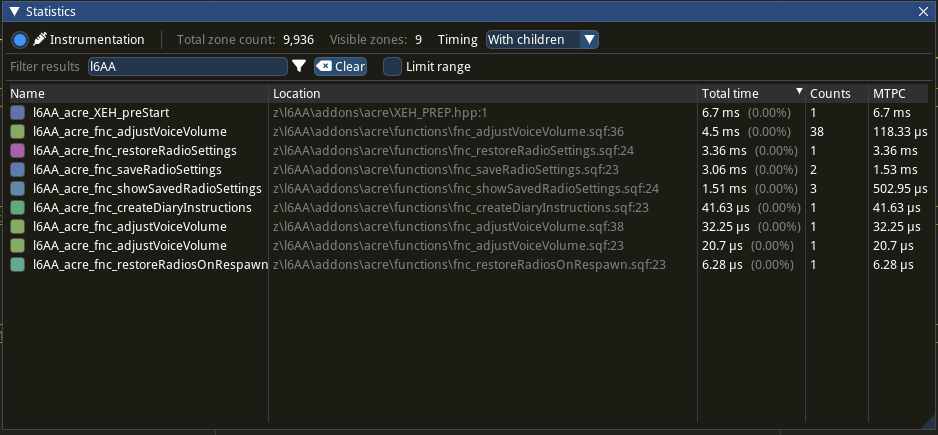 Statistics
Instrumentation Total zone count: 9,936 Visible zones: 9 Timing With children
Filter results l6AA Clear Limit range
Name Location Total time Counts MTPC
l6AA_acre_XEH_preStart z\l6AA\addons\acre\XEH_PREP.hpp:1 6.7 ms (0.00%) 1 6.7 ms
l6AA_acre_fnc_adjustVoiceVolume z\l6AA\addons\acre\functions\fnc_adjustVoiceVolume.sqf:36 4.5 ms (0.00%) 38 118.33 μs
l6AA_acre_fnc_restoreRadioSettings z\l6AA\addons\acre\functions\fnc_restoreRadioSettings.sqf:24 3.36 ms (0.00%) 1 3.36 ms
l6AA_acre_fnc_saveRadioSettings z\l6AA\addons\acre\functions\fnc_saveRadioSettings.sqf:23 3.06 ms (0.00%) 2 1.53 ms
l6AA_acre_fnc_showSavedRadioSettings z\l6AA\addons\acre\functions\fnc_showSavedRadioSettings.sqf:24 1.51 ms (0.00%) 3 502.95 μs
l6AA_acre_fnc_createDiaryInstructions z\l6AA\addons\acre\functions\fnc_createDiaryInstructions.sqf:23 41.63 μs (0.00%) 1 41.63 μs
l6AA_acre_fnc_adjustVoiceVolume z\l6AA\addons\acre\functions\fnc_adjustVoiceVolume.sqf:38 32.25 μs (0.00%) 1 32.25 μs
l6AA_acre_fnc_adjustVoiceVolume z\l6AA\addons\acre\functions\fnc_adjustVoiceVolume.sqf:23 20.7 μs (0.00%) 1 20.7 μs
l6AA_acre_fnc_restoreRadiosOnRespawn z\l6AA\addons\acre\functions\fnc_restoreRadiosOnRespawn.sqf:23 6.28 μs (0.00%) 1 6.28 μs